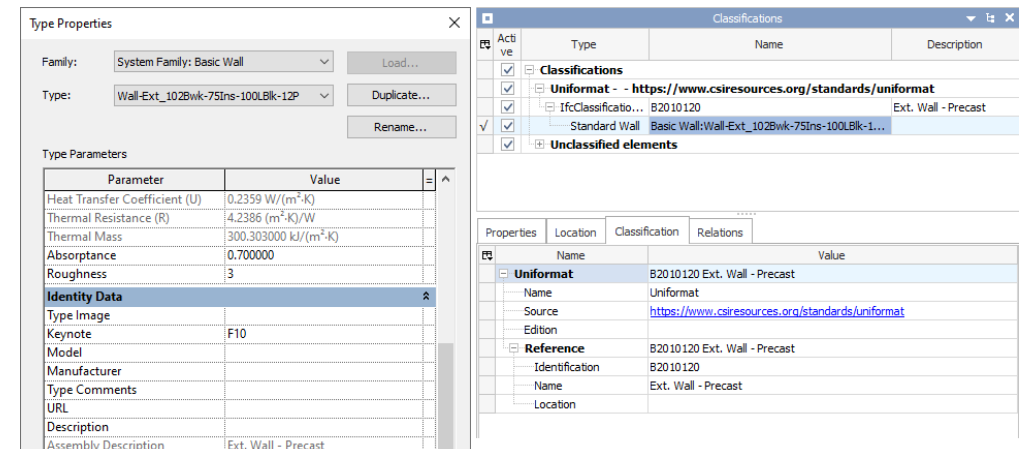 Type Properties
Family: System Family: Basic Wall Load...
Type: Wall-Ext_102Bwk-75Ins-100LBlk-12P Duplicate...
Rename...
Type Parameters
Parameter Value =
Heat Transfer Coefficient (U) 0.2359 W/(m²·K)
Thermal Resistance (R) 4.2386 (m²·K)/W
Thermal Mass 300.303000 kJ/(m²·K)
Absorptance 0.700000
Roughness 3
Identity Data
Type Image
Keynote F10
Model
Manufacturer
Type Comments
URL
Description
Assembly Description Ext. Wall - Precast
Classifications
Active Type Name Description
Classifications
Uniformat - - https://www.csiresources.org/standards/uniformat
IfcClassificatio... B2010120 Ext. Wall - Precast
Standard Wall Basic Wall:Wall-Ext_102Bwk-75Ins-100LBlk-1...
Unclassified elements
Properties Location Classification Relations
Name Value
Uniformat B2010120 Ext. Wall - Precast
Name Uniformat
Source https://www.csiresources.org/standards/uniformat
Edition
Reference B2010120 Ext. Wall - Precast
Identification B2010120
Name Ext. Wall - Precast
Location